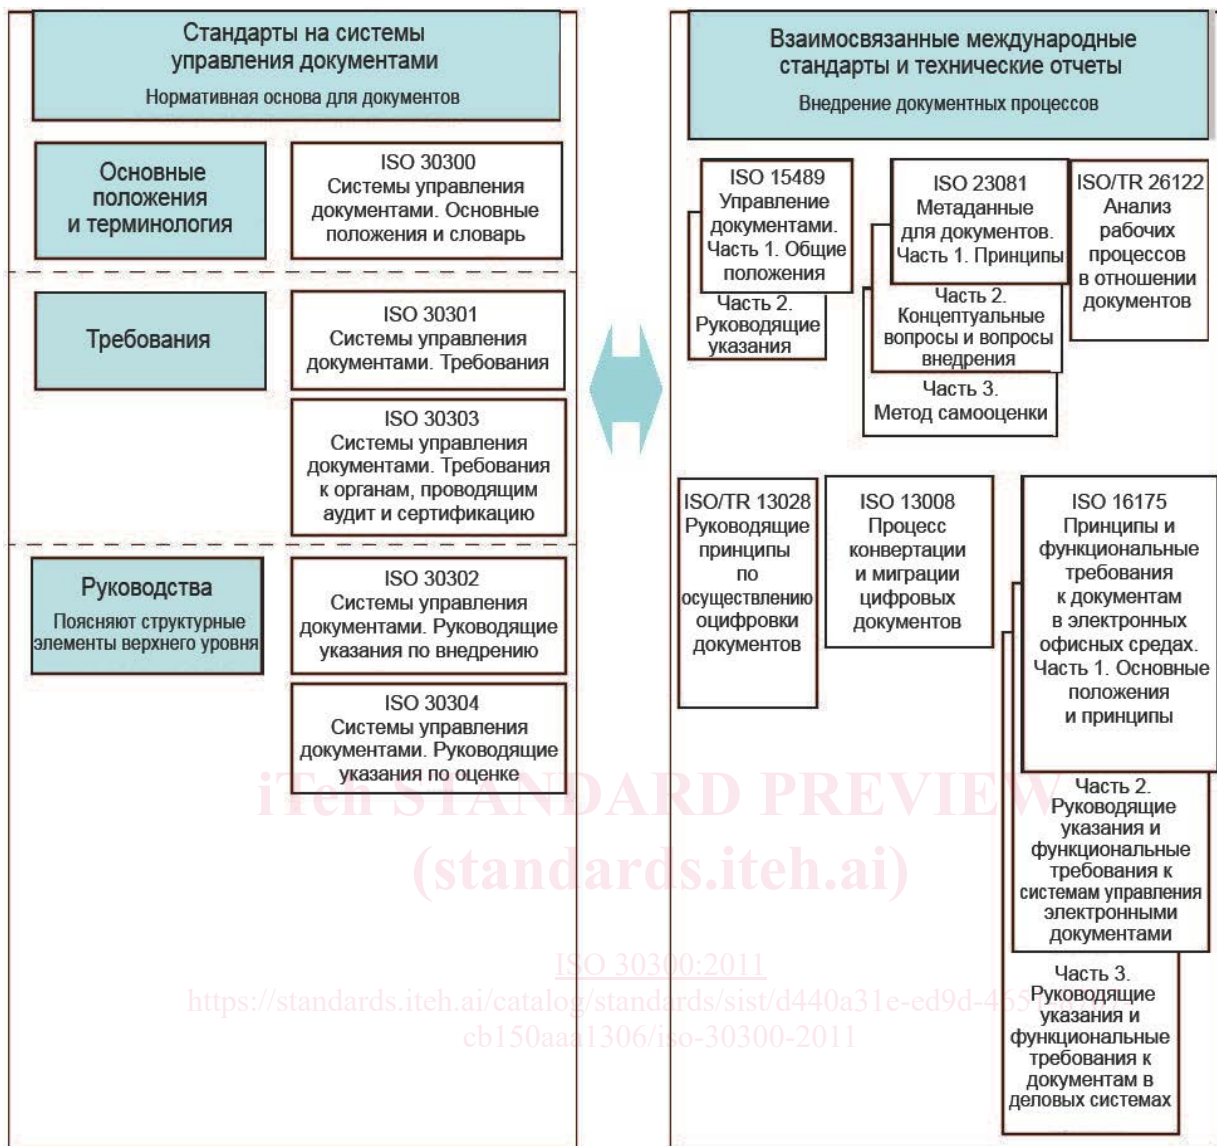 Стандарты на системы
управления документами
Нормативная основа для документов
Основные
положения
и терминология
ISO 30300
Системы управления
документами. Основные
положения и словарь
Требования
ISO 30301
Системы управления
документами. Требования
ISO 30303
Системы управления
документами. Требования
к органам, проводящим
аудит и сертификацию
Руководства
Поясняют структурные
элементы верхнего уровня
ISO 30302
Системы управления
документами. Руководящие
указания по внедрению
ISO 30304
Системы управления
документами. Руководящие
указания по оценке
Взаимосвязанные международные
стандарты и технические отчеты
Внедрение документных процессов
ISO 15489
Управление
документами.
Часть 1. Общие
положения
Часть 2.
Руководящие
указания
ISO 23081
Метаданные
для документов.
Часть 1. Принципы
Часть 2.
Концептуальные
вопросы и вопросы
внедрения
Часть 3.
Метод самооценки
ISO/TR 26122
Анализ
рабочих
процессов
в отношении
документов
ISO/TR 13028
Руководящие
принципы
по
осуществлению
оцифровки
документов
ISO 13008
Процесс
конвертации
и миграции
цифровых
документов
ISO 16175
Принципы и
функциональные
требования
к документам
в электронных
офисных средах.
Часть 1. Основные
положения
и принципы
Часть 2.
Руководящие
указания и
функциональные
требования к
системам управления
электронными
документами
Часть 3.
Руководящие
указания и
функциональные
требования к
документам в
деловых системах
iTeh STANDARD PREVIEW
(standards.iteh.ai)
ISO 30300:2011
https://standards.iteh.ai/catalog/standards/sist/d440a31e-ed9d-
cb150aaa1306/iso-30300-2011